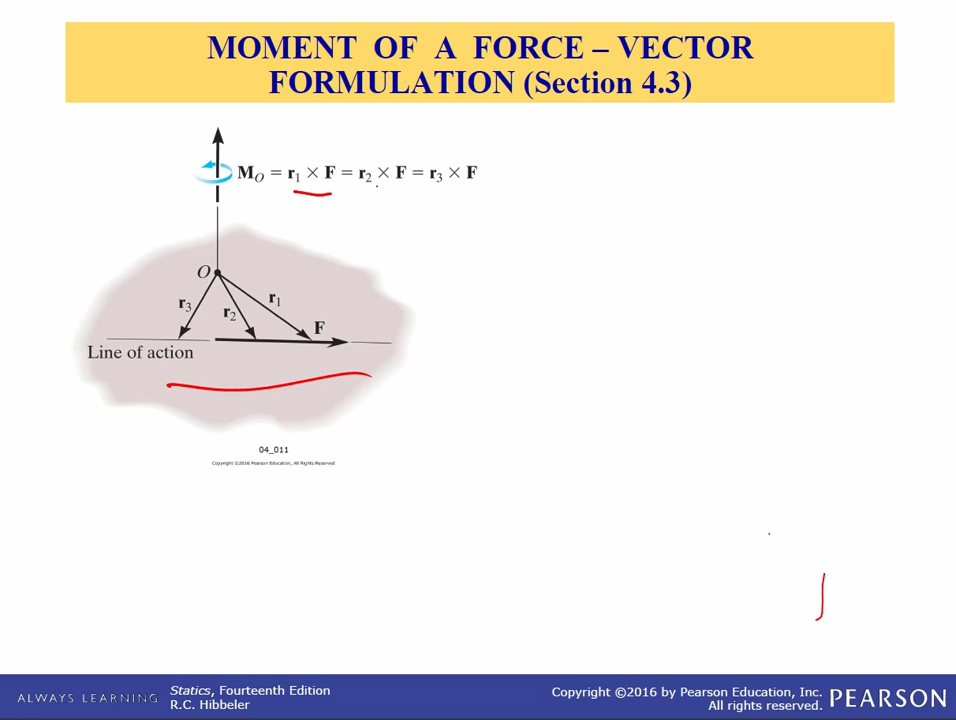 MOMENT OF A FORCE – VECTOR
FORMULATION (Section 4.3)
M_O = r₁ × F = r₂ × F = r₃ × F
O
r₃
r₂
r₁
F
Line of action
04_011
Copyright ©2016 Pearson Education, All Rights Reserved
ALWAYS LEARNING
Statics, Fourteenth Edition
R.C. Hibbeler
Copyright ©2016 by Pearson Education, Inc.
All rights reserved.
PEARSON